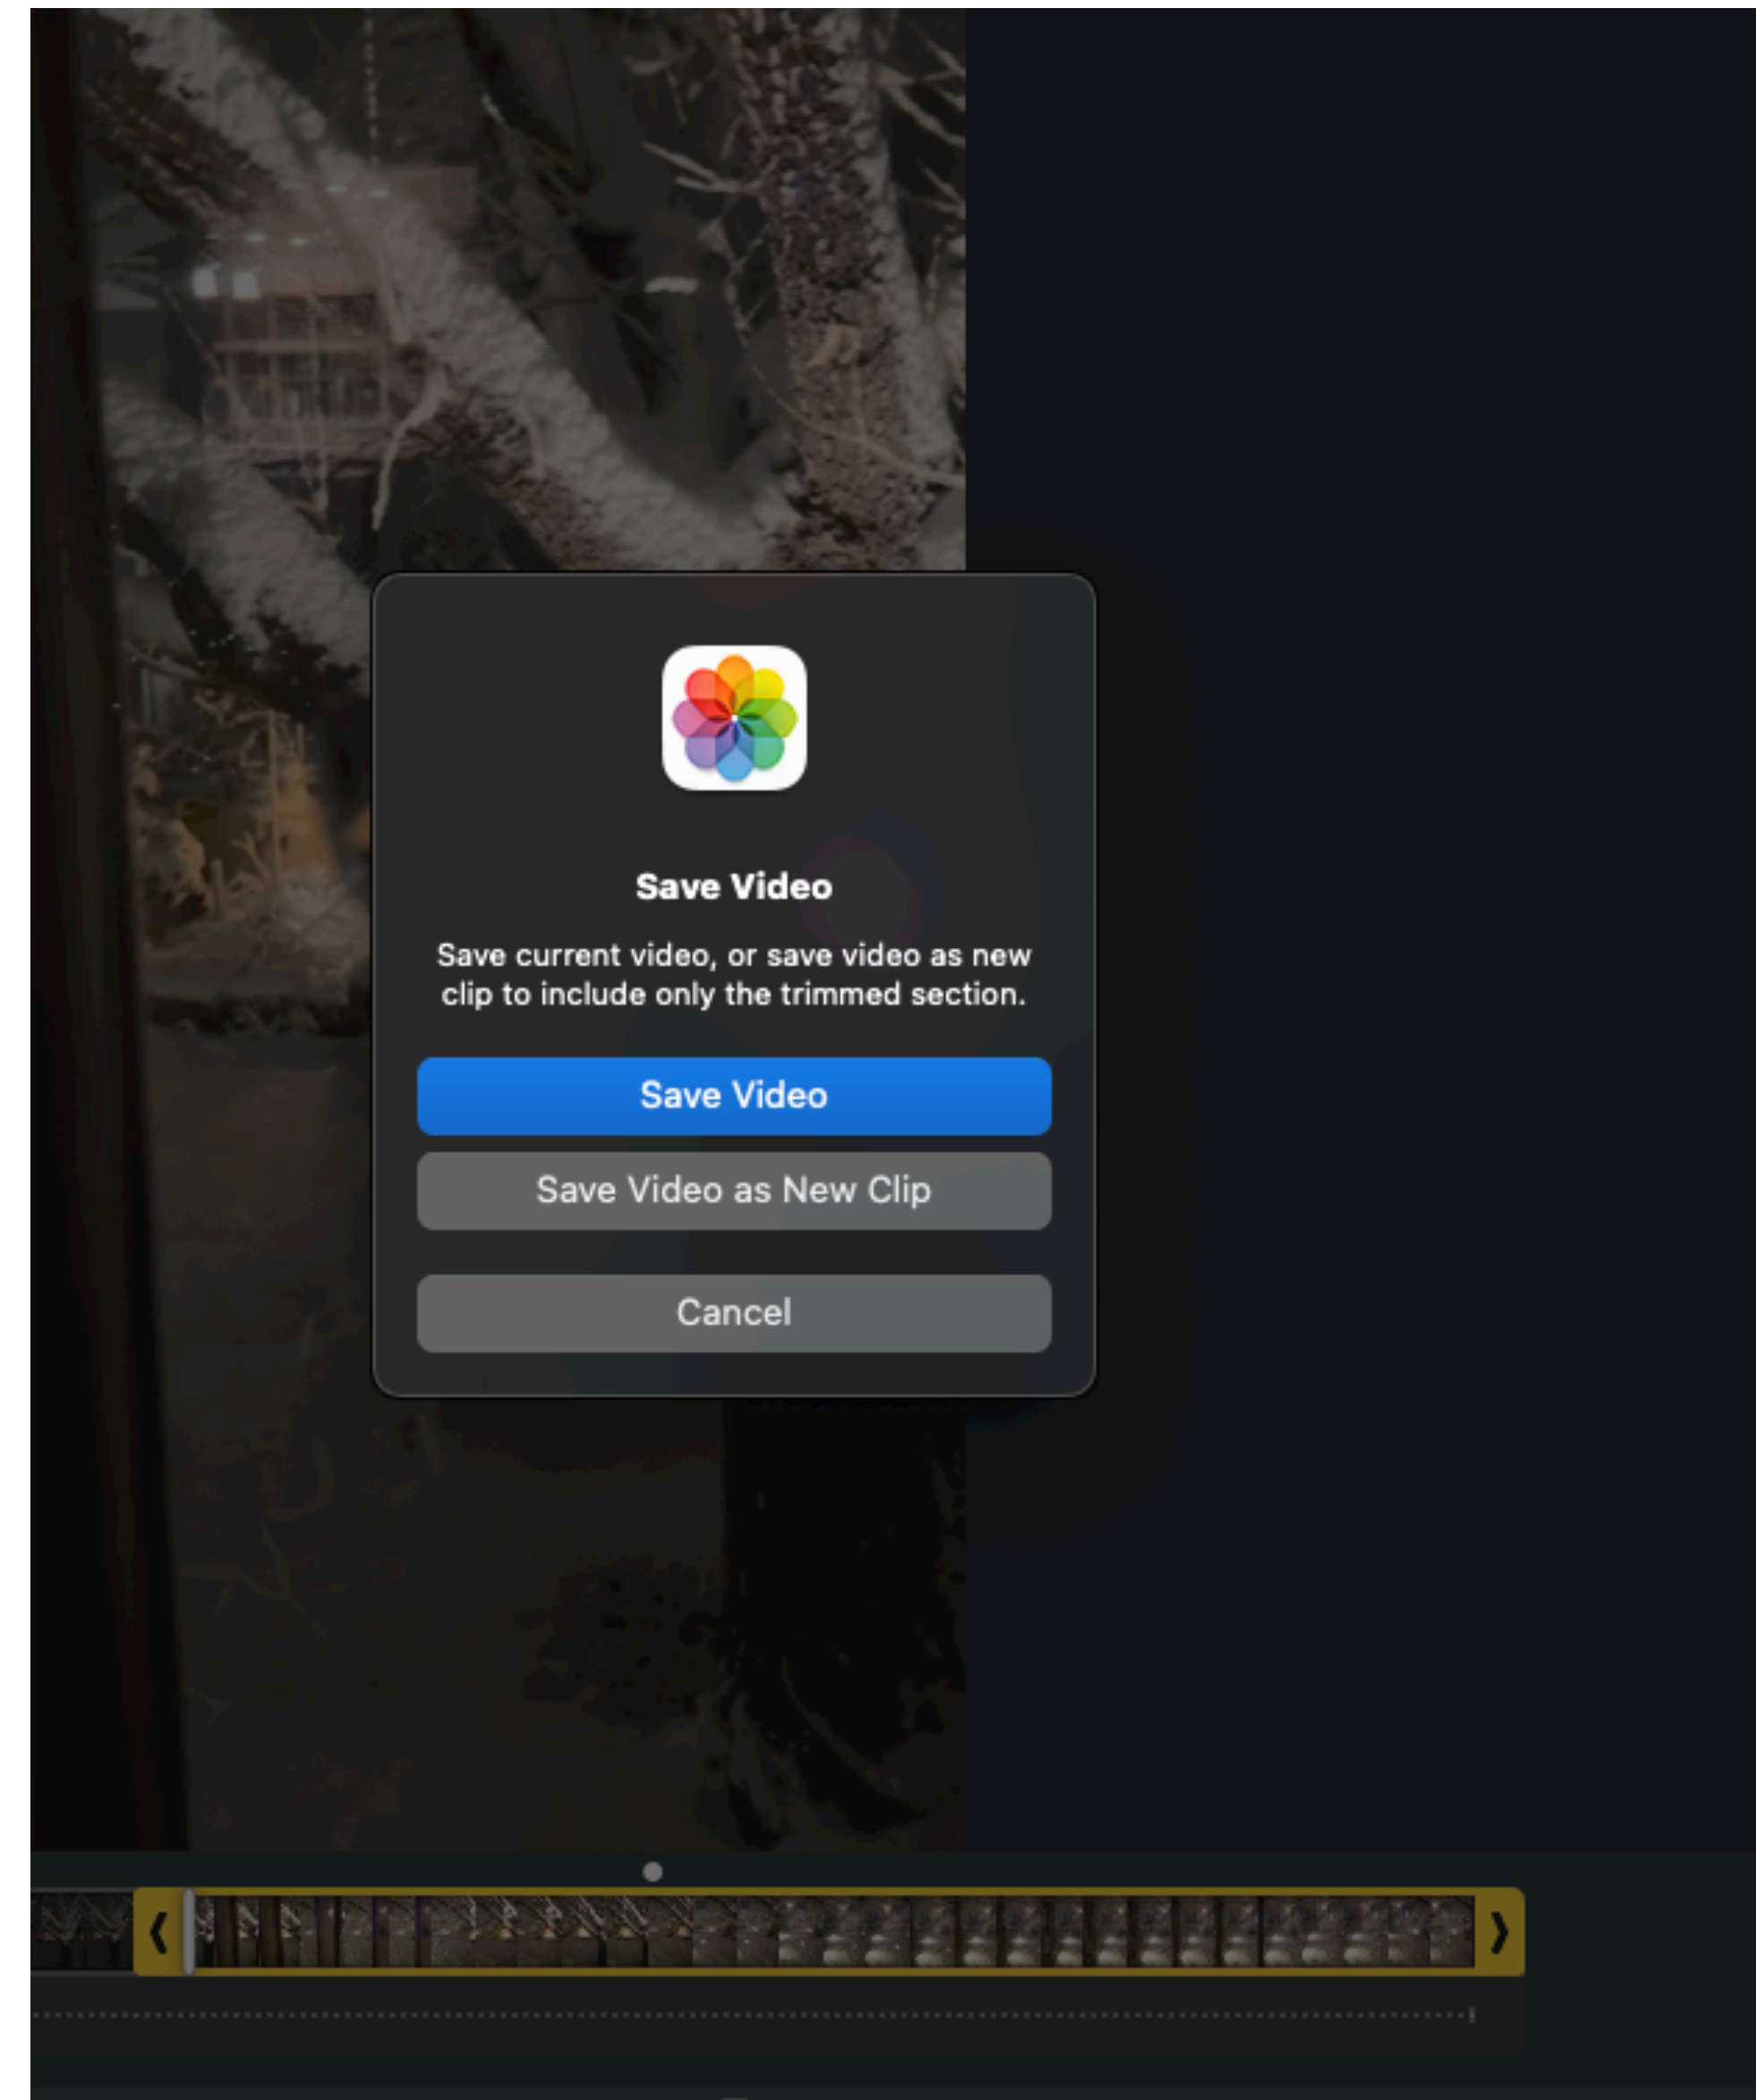 Save Video
Save current video, or save video as new
clip to include only the trimmed section.
Save Video
Save Video as New Clip
Cancel